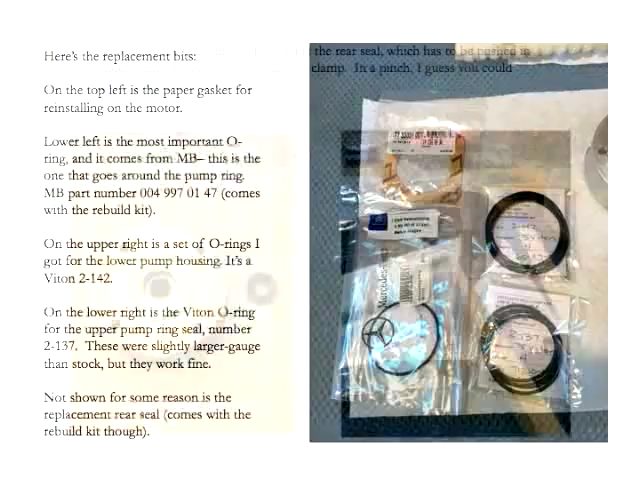 Here's the replacement bits:
On the top left is the paper gasket for
reinstalling on the motor.
Lower left is the most important O-
ring, and it comes from MB– this is the
one that goes around the pump ring.
MB part number 004 997 01 47 (comes
with the rebuild kit).
On the upper right is a set of O-rings I
got for the lower pump housing. It's a
Viton 2-142.
On the lower right is the Viton O-ring
for the upper pump ring seal, number
2-137. These were slightly larger-gauge
than stock, but they work fine.
Not shown for some reason is the
replacement rear seal (comes with the
rebuild kit though).
the rear seal, which has to be pushed in
clamp. In a pinch, I guess you could
Mercedes-